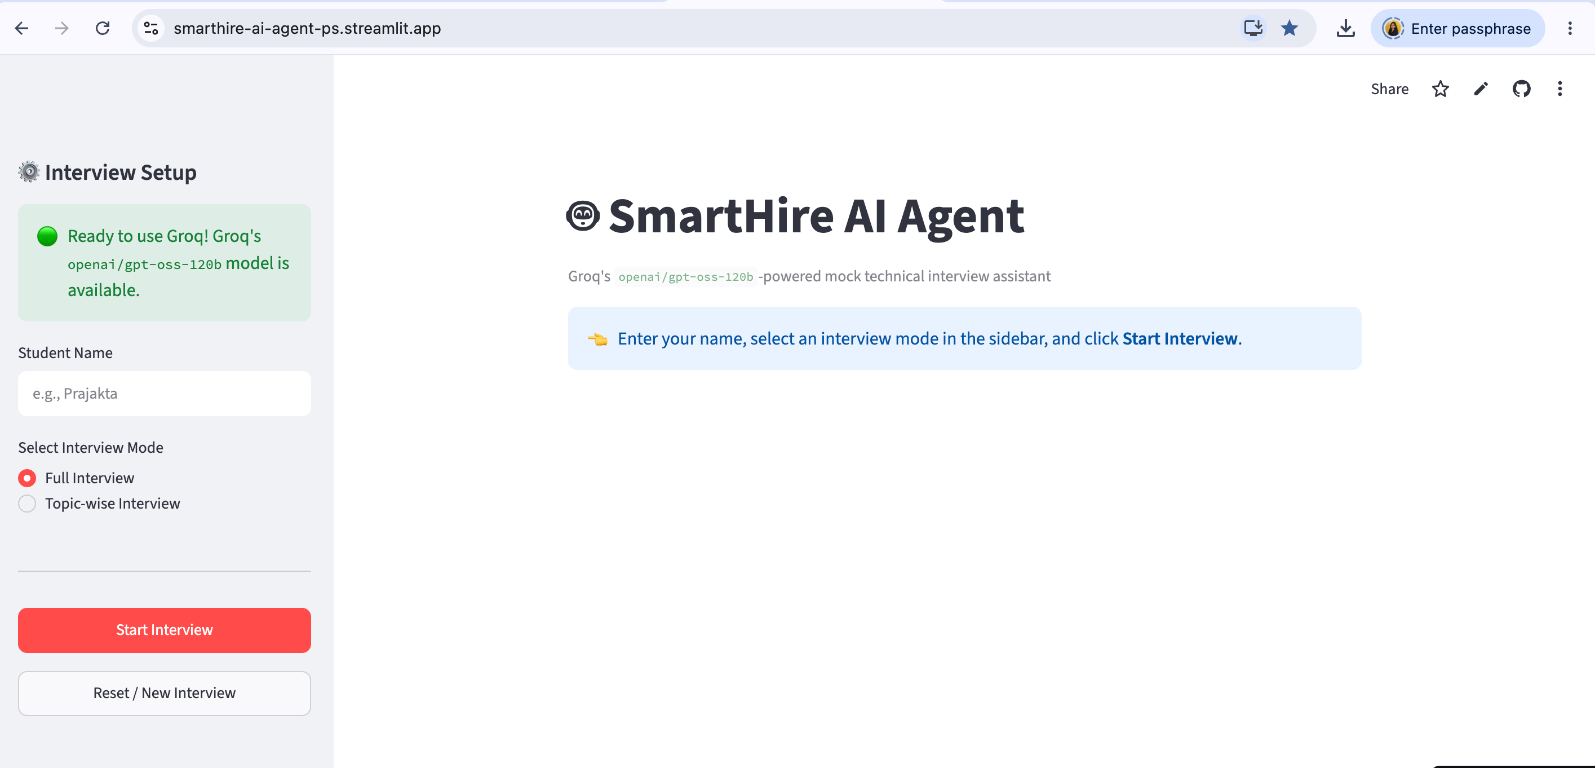 smarthire-ai-agent-ps.streamlit.app
Enter passphrase
Share
Interview Setup
Ready to use Groq! Groq's
openai/gpt-oss-120b model is
available.
Student Name
e.g., Prajakta
Select Interview Mode
Full Interview
Topic-wise Interview
Start Interview
Reset / New Interview
SmartHire AI Agent
Groq's openai/gpt-oss-120b -powered mock technical interview assistant
Enter your name, select an interview mode in the sidebar, and click Start Interview.